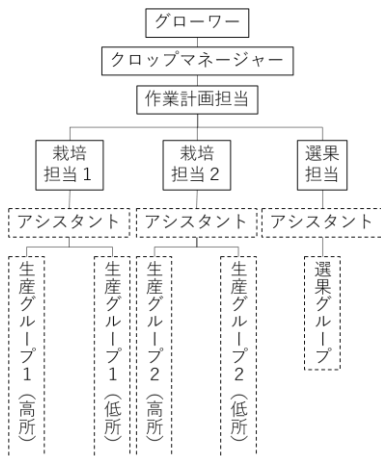 グローワー
クロップマネージャー
作業計画担当
栽培
担当1
栽培
担当2
選果
担当
アシスタント
アシスタント
アシスタント
生産グループ1（高所）
生産グループ1（低所）
生産グループ2（高所）
生産グループ2（低所）
選果グループ